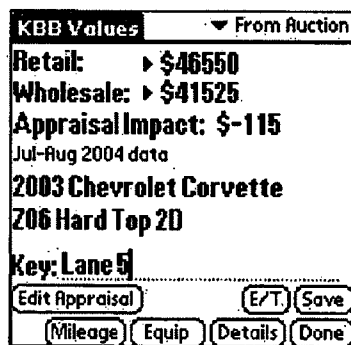 KBB Values From Auction
Retail: $46550
Wholesale: $41525
Appraisal Impact: $-115
Jul-Aug 2004 data
2003 Chevrolet Corvette
Z06 Hard Top 2D
Key: Lane 5
Edit Appraisal E/T Save
Mileage Equip Details Done